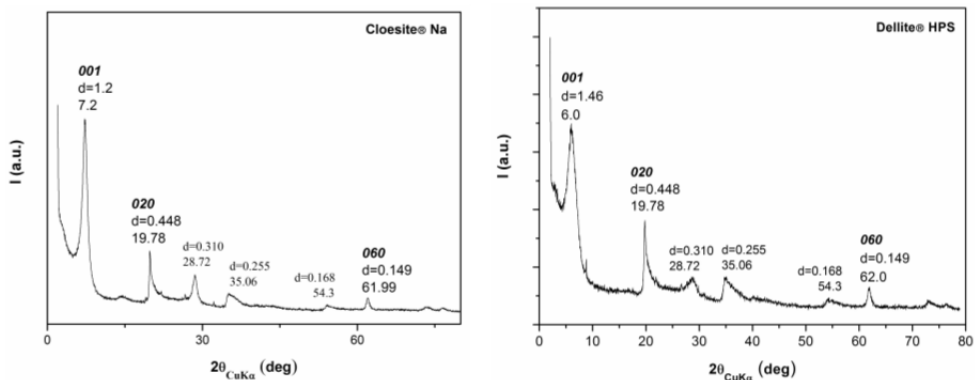 Cloesite® Na
001
d=1.2
7.2
020
d=0.448
19.78
d=0.310
28.72
d=0.255
35.06
d=0.168
54.3
060
d=0.149
61.99
I (a.u.)
0
30
60
2θCuKα (deg)
Dellite® HPS
001
d=1.46
6.0
020
d=0.448
19.78
d=0.310
28.72
d=0.255
35.06
d=0.168
54.3
060
d=0.149
62.0
I (a.u.)
0 10 20 30 40 50 60 70 80
2θCuKα (deg)